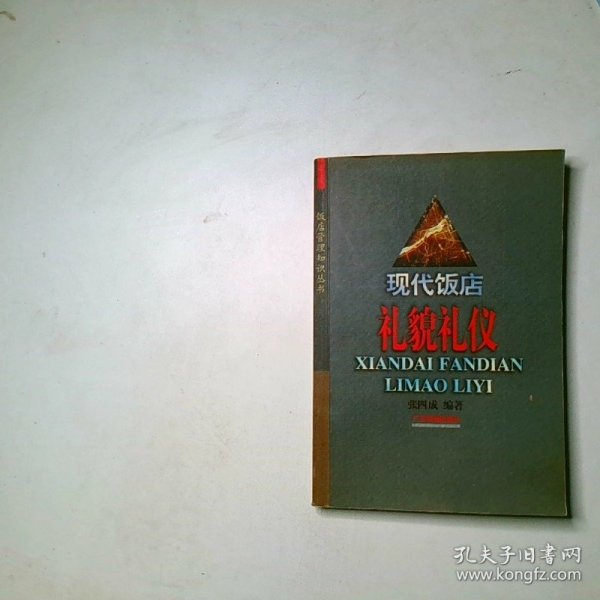 饭店管理知识丛书
现代饭店
礼貌礼仪
XIANDAI FANDIAN
LIMAO LIYI
张四成 编著
孔夫子旧书网
www.kongfz.com